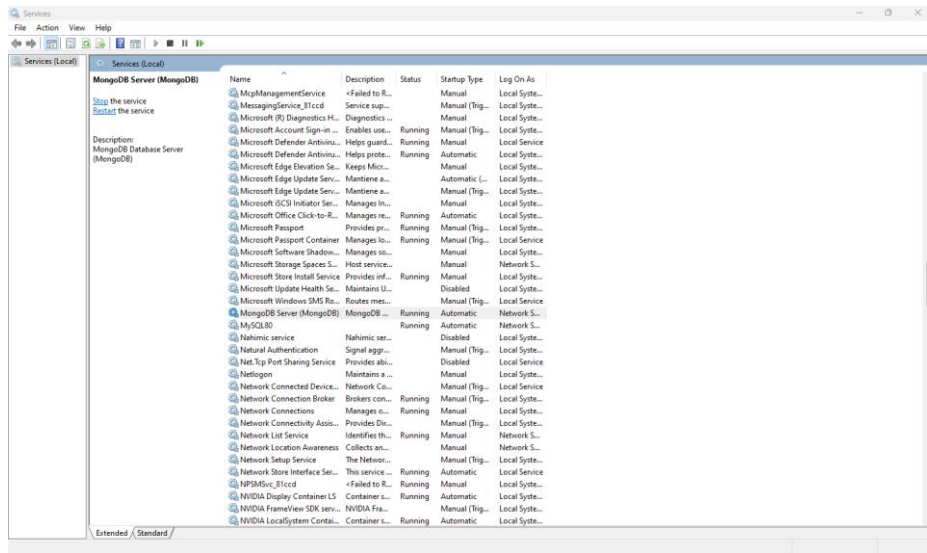 Services
File Action View Help
Services (Local)
Services (Local)
MongoDB Server (MongoDB)
Stop the service
Restart the service
Description:
MongoDB Database Server
(MongoDB)
Name Description Status Startup Type Log On As
McpManagementService <Failed to R... Manual Local Syste...
MessagingService_81ccd Service sup... Manual (Trig... Local Syste...
Microsoft (R) Diagnostics H... Diagnostics ... Manual Local Syste...
Microsoft Account Sign-in ... Enables use... Running Manual (Trig... Local Syste...
Microsoft Defender Antiviru... Helps guard... Running Manual Local Service
Microsoft Defender Antiviru... Helps prote... Running Automatic Local Syste...
Microsoft Edge Elevation Se... Keeps Micr... Manual Local Syste...
Microsoft Edge Update Serv... Mantiene a... Automatic (... Local Syste...
Microsoft Edge Update Serv... Mantiene a... Manual (Trig... Local Syste...
Microsoft iSCSI Initiator Ser... Manages In... Manual Local Syste...
Microsoft Office Click-to-R... Manages re... Running Automatic Local Syste...
Microsoft Passport Provides pr... Running Manual (Trig... Local Syste...
Microsoft Passport Container Manages lo... Running Manual (Trig... Local Service
Microsoft Software Shadow... Manages so... Manual Local Syste...
Microsoft Storage Spaces S... Host service... Manual Network S...
Microsoft Store Install Service Provides inf... Running Manual Local Syste...
Microsoft Update Health Se... Maintains U... Disabled Local Syste...
Microsoft Windows SMS Ro... Routes mes... Manual (Trig... Local Service
MongoDB Server (MongoDB) MongoDB ... Running Automatic Network S...
MySQL80 Running Automatic Network S...
Nahimic service Nahimic ser... Disabled Local Syste...
Natural Authentication Signal aggr... Manual (Trig... Local Syste...
Net.Tcp Port Sharing Service Provides abi... Disabled Local Service
Netlogon Maintains a ... Manual Local Syste...
Network Connected Device... Network Co... Manual (Trig... Local Service
Network Connection Broker Brokers con... Running Manual (Trig... Local Syste...
Network Connections Manages o... Running Manual Local Syste...
Network Connectivity Assis... Provides Dir... Manual (Trig... Local Syste...
Network List Service Identifies th... Running Manual Network S...
Network Location Awareness Collects an... Manual Network S...
Network Setup Service The Networ... Manual (Trig... Local Syste...
Network Store Interface Ser... This service ... Running Automatic Local Service
NPSMSvc_81ccd <Failed to R... Running Manual Local Syste...
NVIDIA Display Container LS Container s... Running Automatic Local Syste...
NVIDIA FrameView SDK serv... NVIDIA Fra... Manual (Trig... Local Syste...
NVIDIA LocalSystem Contai... Container s... Running Automatic Local Syste...
Extended Standard